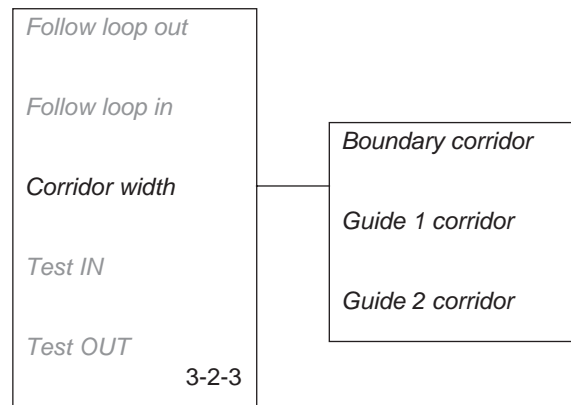 Follow loop out
Follow loop in
Corridor width
Test IN
Test OUT
3-2-3
Boundary corridor
Guide 1 corridor
Guide 2 corridor